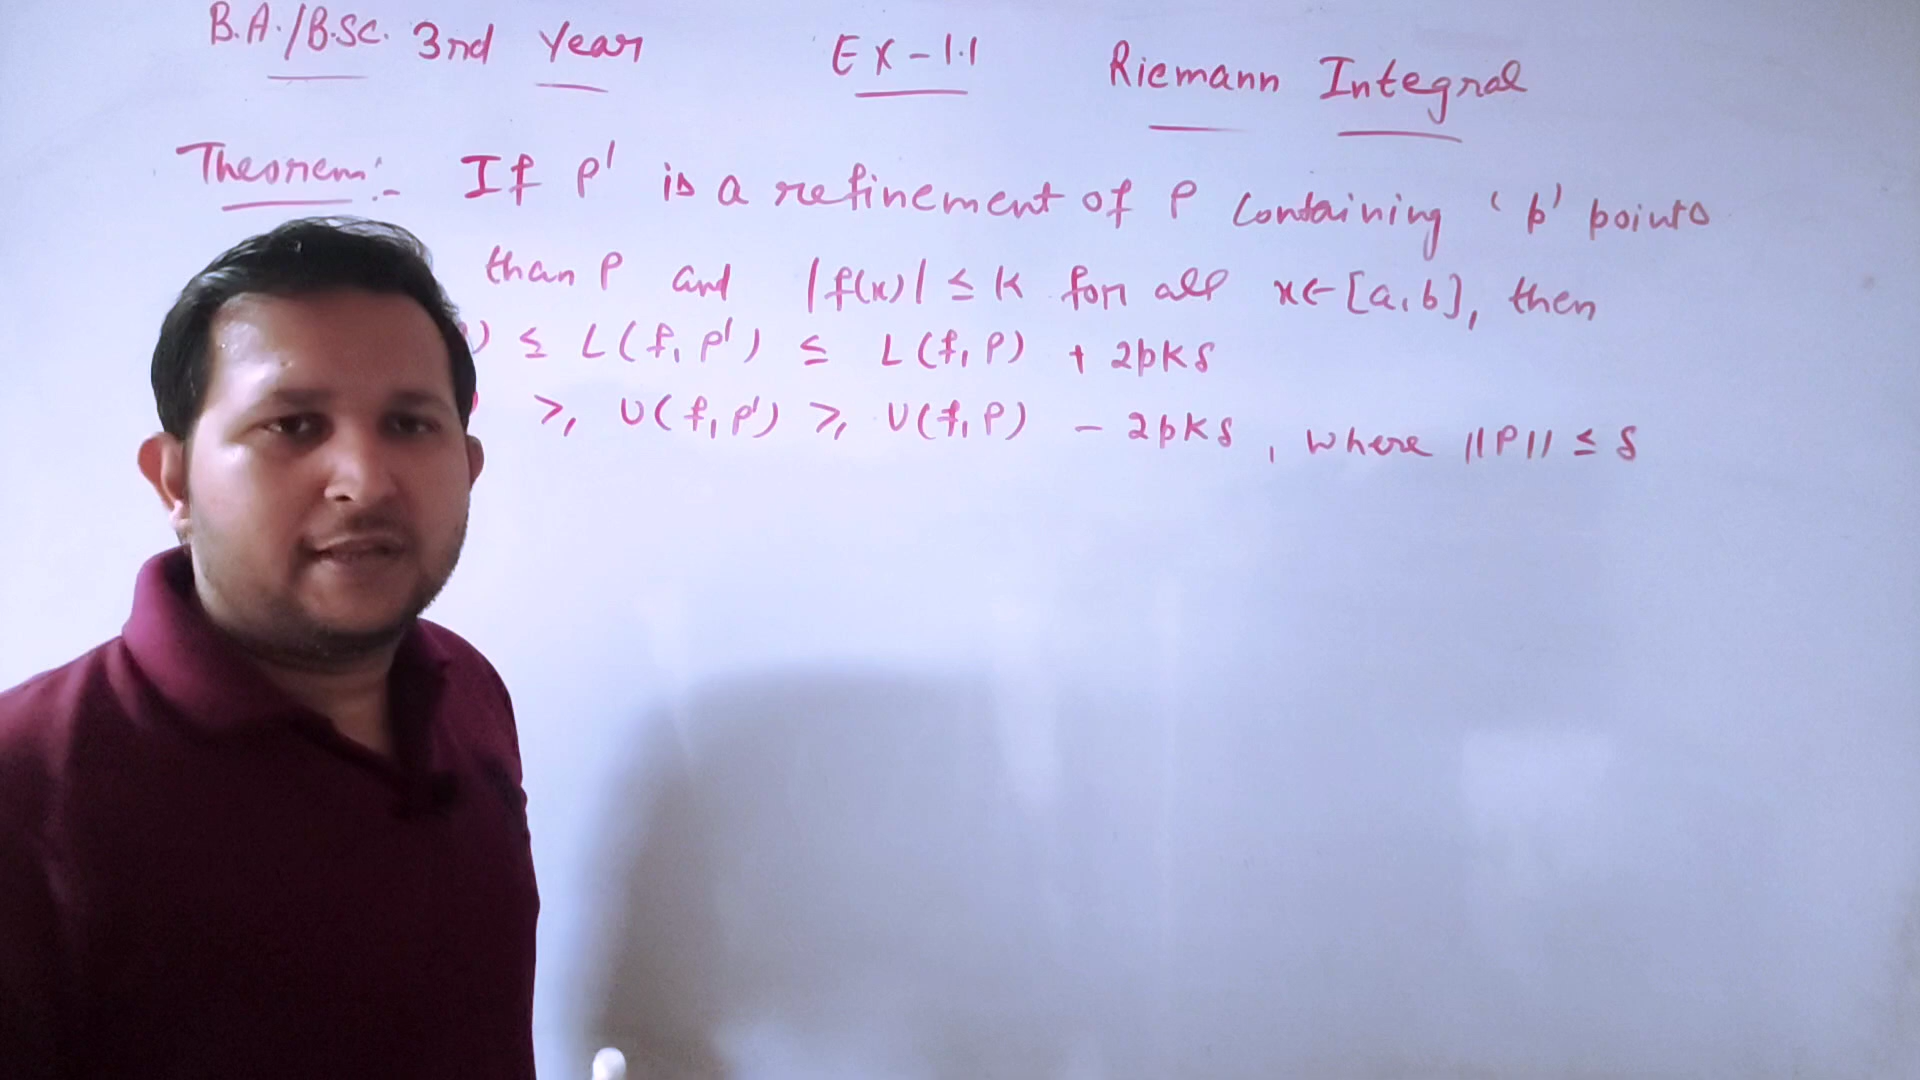 B.A./B.Sc. 3rd Year Ex-1.1 Riemann Integral
Theorem:- If P' is a refinement of P containing 'p' points
than P and |f(x)| ≤ K for all x∈[a,b], then
) ≤ L(f,P') ≤ L(f,P) + 2pKδ
) ≥, U(f,P') ≥, U(f,P) - 2pKδ, where ||P|| ≤ δ